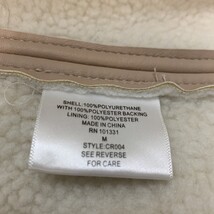 SHELL: 100%POLYURETHANE
WITH 100%POLYESTER BACKING
LINING: 100%POLYESTER
MADE IN CHINA
RN 101331
M
STYLE:CR004
SEE REVERSE
FOR CARE